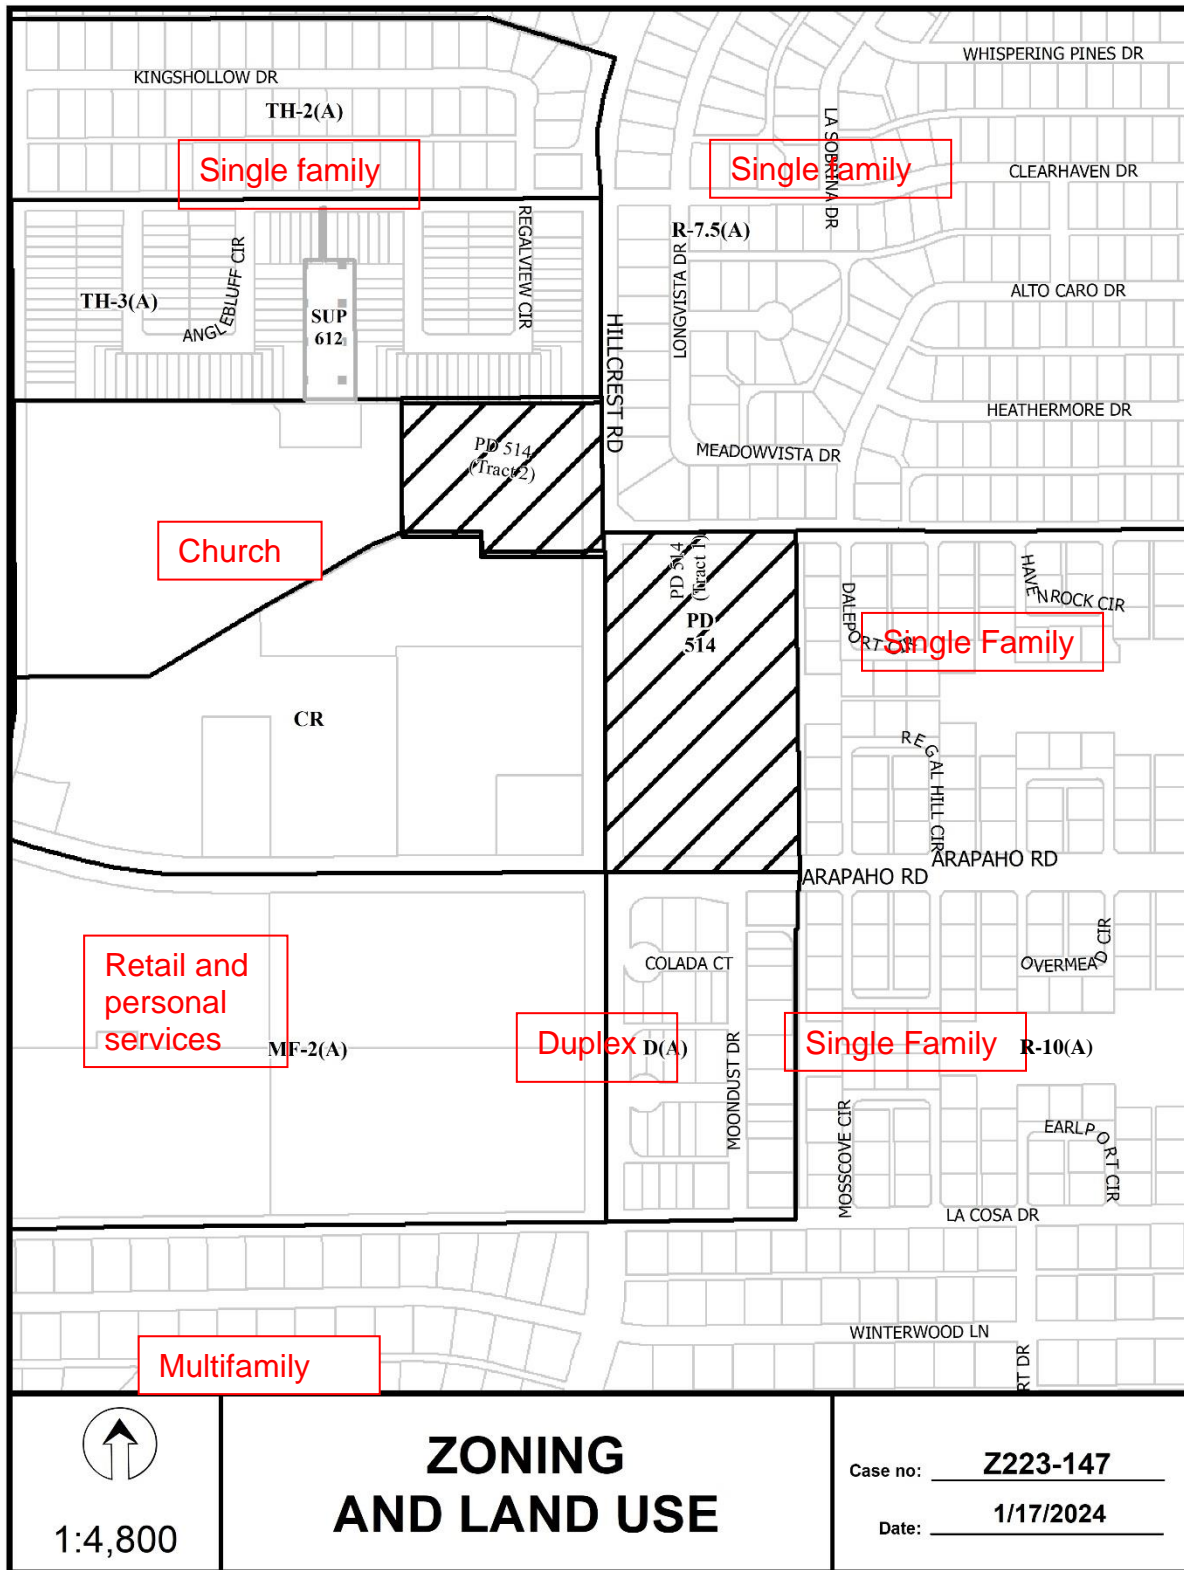 KINGSHOLLOW DR
WHISPERING PINES DR
TH-2(A)
Single family
Single family
LA SOBRINA DR
CLEARHAVEN DR
REGALVIEW CIR
R-7.5(A)
ANGLEBLUFF CIR
TH-3(A)
SUP
612
LONGVISTA DR
ALTO CARO DR
HILLCREST RD
HEATHERMORE DR
MEADOWVISTA DR
PD 514
(Tract 2)
Church
PD 514
(Tract 1)
PD
514
HAVENROCK CIR
DALEPORT CIR
Single Family
CR
REGAL HILL CIR
ARAPAHO RD
ARAPAHO RD
Retail and
personal
services
COLADA CT
OVERMEAD CIR
MF-2(A)
Duplex
D(A)
Single Family
R-10(A)
MOONDUST DR
MOSSCOVE CIR
EARLPORT CIR
LA COSA DR
WINTERWOOD LN
RT DR
Multifamily
1:4,800
ZONING
AND LAND USE
Case no: Z223-147
Date: 1/17/2024